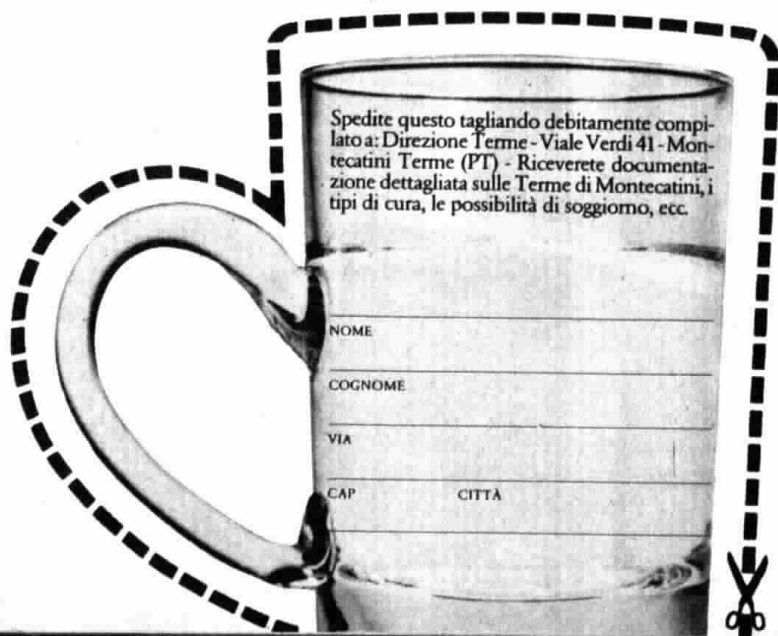 Spedite questo tagliando debitamente compi-
lato a: Direzione Terme - Viale Verdi 41 - Mon-
tecatini Terme (PT) - Riceverete documenta-
zione dettagliata sulle Terme di Montecatini, i
tipi di cura, le possibilità di soggiorno, ecc.
NOME
COGNOME
VIA
CAP CITTÀ